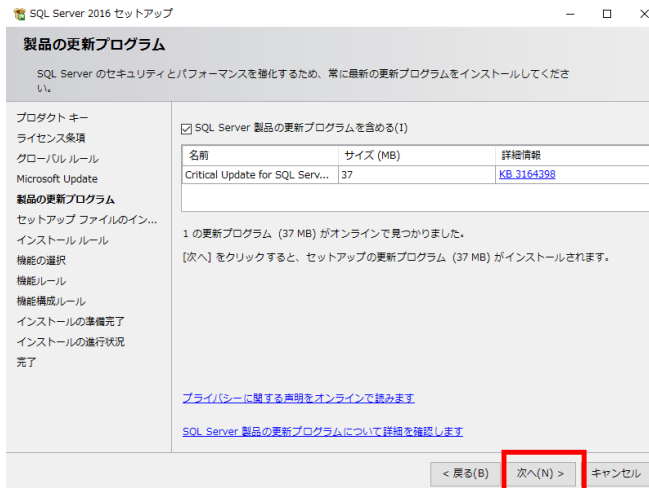 SQL Server 2016 セットアップ
製品の更新プログラム
SQL Server のセキュリティとパフォーマンスを強化するため、常に最新の更新プログラムをインストールしてくださ
い。
プロダクト キー
ライセンス条項
グローバル ルール
Microsoft Update
製品の更新プログラム
セットアップ ファイルのイン...
インストール ルール
機能の選択
機能ルール
機能構成ルール
インストールの準備完了
インストールの進行状況
完了
SQL Server 製品の更新プログラムを含める(I)
名前 サイズ (MB) 詳細情報
Critical Update for SQL Serv... 37 KB 3164398
1 の更新プログラム (37 MB) がオンラインで見つかりました。
[次へ] をクリックすると、セットアップの更新プログラム (37 MB) がインストールされます。
プライバシーに関する声明をオンラインで読みます
SQL Server 製品の更新プログラムについて詳細を確認します
< 戻る(B) 次へ(N) > キャンセル